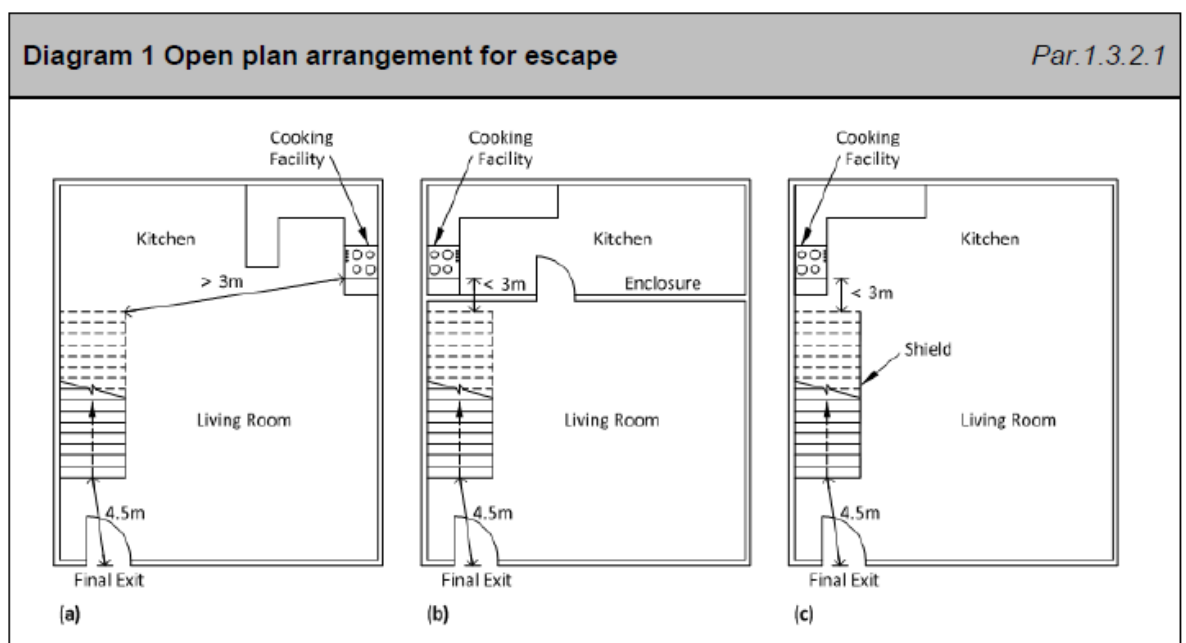 Diagram 1 Open plan arrangement for escape
Par.1.3.2.1
Cooking
Facility
Kitchen
> 3m
Living Room
4.5m
Final Exit
(a)
Cooking
Facility
Kitchen
< 3m
Enclosure
Living Room
4.5m
Final Exit
(b)
Cooking
Facility
Kitchen
< 3m
Shield
Living Room
4.5m
Final Exit
(c)